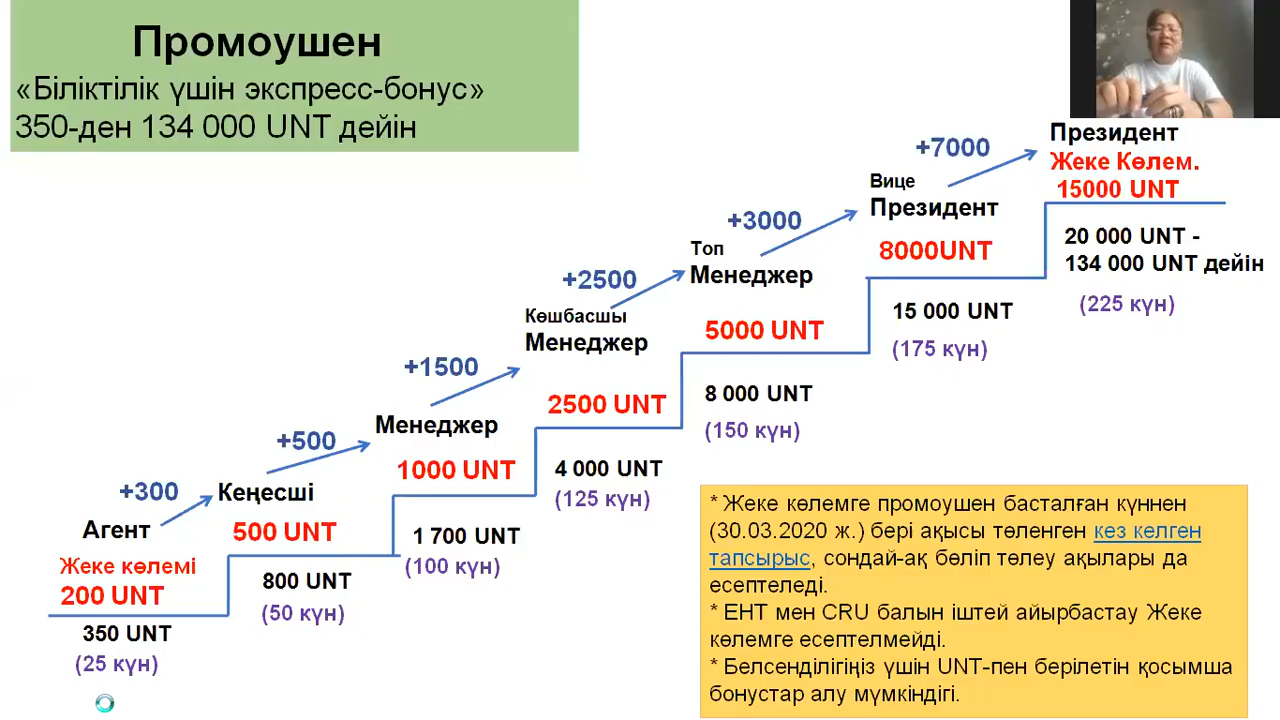 Промоушен
«Біліктілік үшін экспресс-бонус»
350-ден 134 000 UNT дейін
Агент
Жеке көлемі
200 UNT
350 UNT
(25 күн)
+300
Кеңесші
500 UNT
800 UNT
(50 күн)
+500
Менеджер
1000 UNT
1 700 UNT
(100 күн)
+1500
Көшбасшы
Менеджер
2500 UNT
4 000 UNT
(125 күн)
+2500
Топ
Менеджер
5000 UNT
8 000 UNT
(150 күн)
+3000
Вице
Президент
8000UNT
15 000 UNT
(175 күн)
+7000
Президент
Жеке Көлем.
15000 UNT
20 000 UNT -
134 000 UNT дейін
(225 күн)
* Жеке көлемге промоушен басталған күннен
(30.03.2020 ж.) бері ақысы төленген кез келген
тапсырыс, сондай-ақ бөліп төлеу ақылары да
есептеледі.
* ЕНТ мен CRU балын іштей айырбастау Жеке
көлемге есептелмейді.
* Белсенділігіңіз үшін UNT-пен берілетін қосымша
бонустар алу мүмкіндігі.